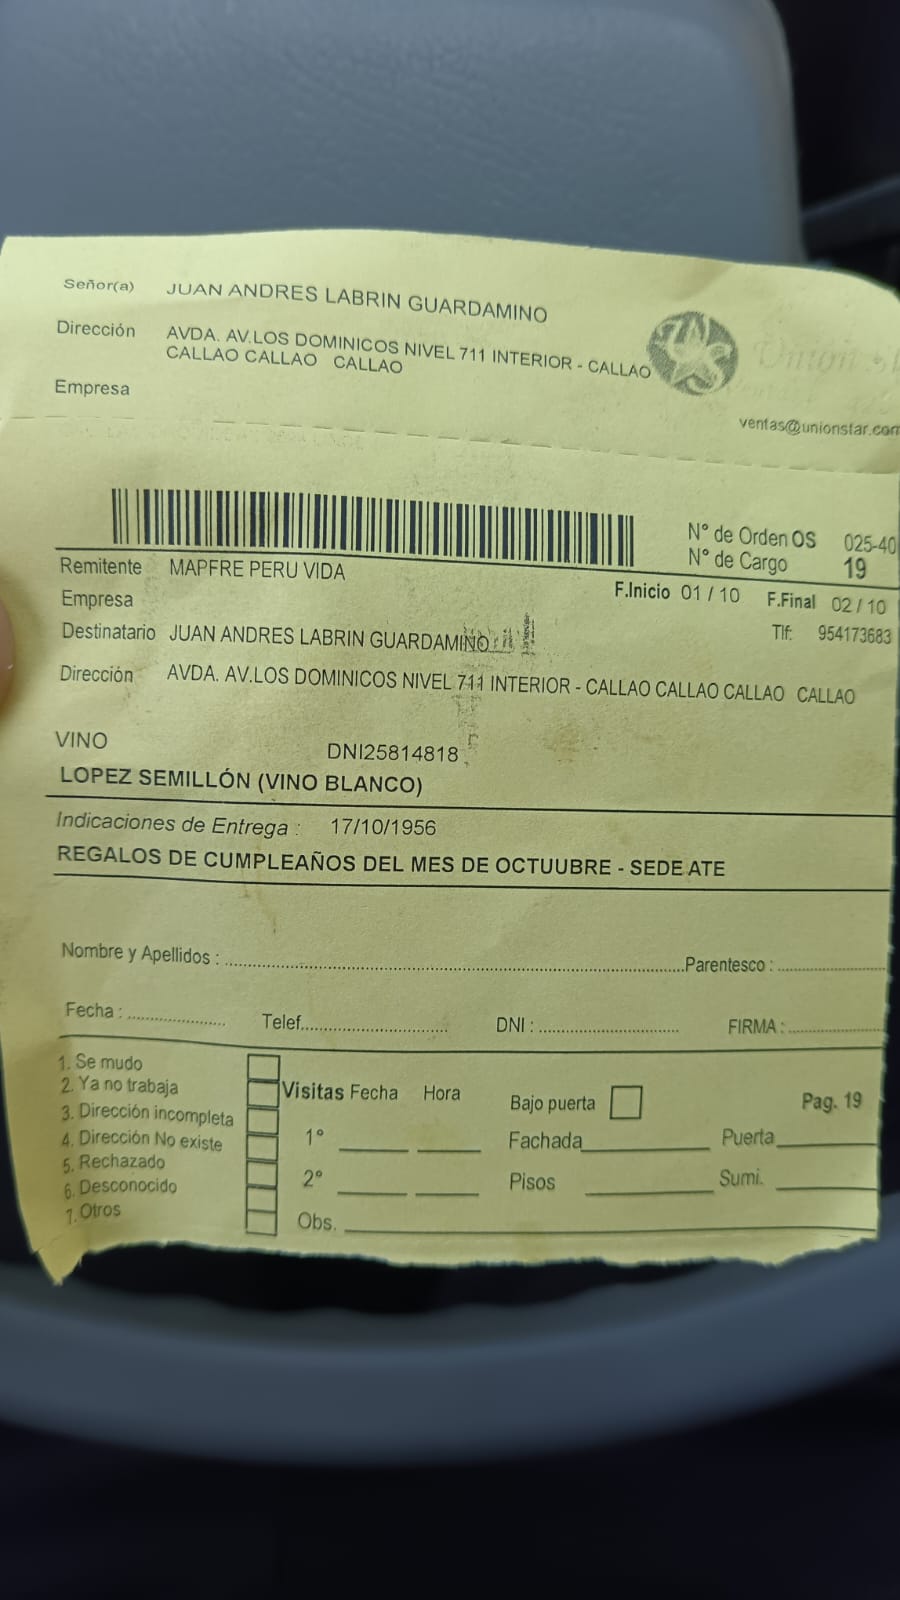 Señor(a) JUAN ANDRES LABRIN GUARDAMINO
Dirección AVDA. AV.LOS DOMINICOS NIVEL 711 INTERIOR - CALLAO
CALLAO CALLAO CALLAO
Unión
Empresa
ventas@unionstar.com
N° de Orden OS 025-40
N° de Cargo 19
Remitente MAPFRE PERU VIDA
F.Inicio 01 / 10 F.Final 02 / 10
Empresa
Destinatario JUAN ANDRES LABRIN GUARDAMINO
Tlf: 954173683
Dirección AVDA. AV.LOS DOMINICOS NIVEL 711 INTERIOR - CALLAO CALLAO CALLAO CALLAO
VINO DNI25814818
LOPEZ SEMILLÓN (VINO BLANCO)
Indicaciones de Entrega : 17/10/1956
REGALOS DE CUMPLEAÑOS DEL MES DE OCTUUBRE - SEDE ATE
Nombre y Apellidos : Parentesco :
Fecha : Telef. DNI : FIRMA :
1. Se mudo
2. Ya no trabaja
3. Dirección incompleta
4. Dirección No existe
5. Rechazado
6. Desconocido
7. Otros
Visitas Fecha Hora
1°
2°
Obs.
Bajo puerta
Fachada
Pisos
Pag. 19
Puerta
Sumi.